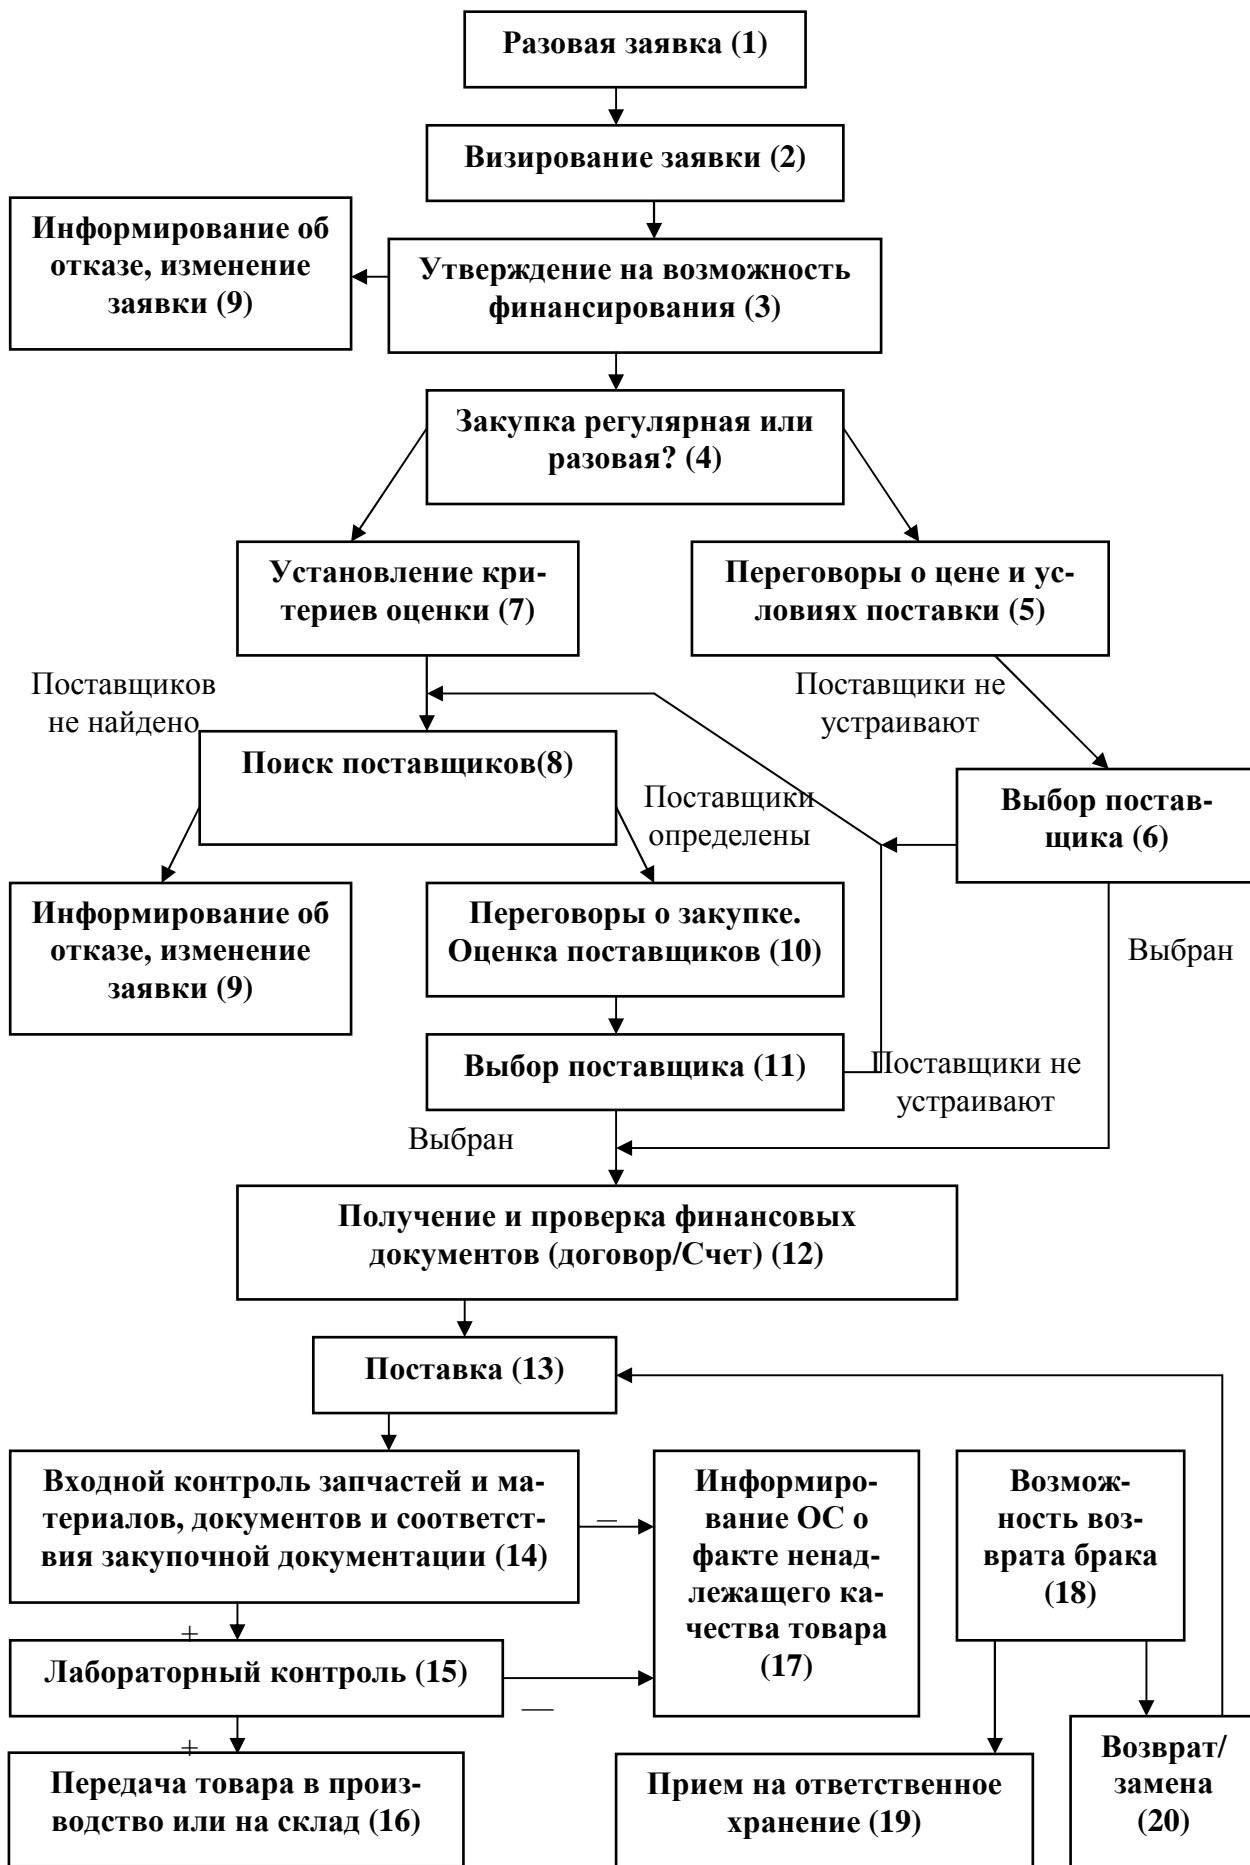 Разовая заявка (1)
Визирование заявки (2)
Информирование об
отказе, изменение
заявки (9)
Утверждение на возможность
финансирования (3)
Закупка регулярная или
разовая? (4)
Установление кри-
териев оценки (7)
Переговоры о цене и ус-
ловиях поставки (5)
Поставщиков
не найдено
Поставщики не
устраивают
Поиск поставщиков(8)
Поставщики
определены
Выбор постав-
щика (6)
Информирование об
отказе, изменение
заявки (9)
Переговоры о закупке.
Оценка поставщиков (10)
Выбран
Выбор поставщика (11)
Поставщики не
устраивают
Выбран
Получение и проверка финансовых
документов (договор/Счет) (12)
Поставка (13)
Входной контроль запчастей и ма-
териалов, документов и соответст-
вия закупочной документации (14)
—
Информиро-
вание ОС о
факте ненад-
лежащего ка-
чества товара
(17)
Возмож-
ность воз-
врата брака
(18)
+
Лабораторный контроль (15)
—
+
Передача товара в произ-
водство или на склад (16)
Прием на ответственное
хранение (19)
Возврат/
замена
(20)